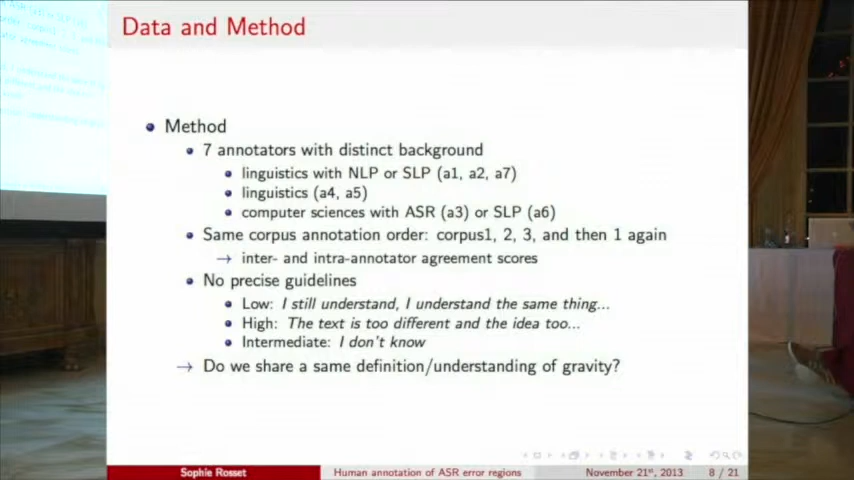 Data and Method
Method
7 annotators with distinct background
linguistics with NLP or SLP (a1, a2, a7)
linguistics (a4, a5)
computer sciences with ASR (a3) or SLP (a6)
Same corpus annotation order: corpus1, 2, 3, and then 1 again
→ inter- and intra-annotator agreement scores
No precise guidelines
Low: I still understand, I understand the same thing...
High: The text is too different and the idea too...
Intermediate: I don't know
→ Do we share a same definition/understanding of gravity?
Sophie Rosset Human annotation of ASR error regions November 21st, 2013 8 / 21